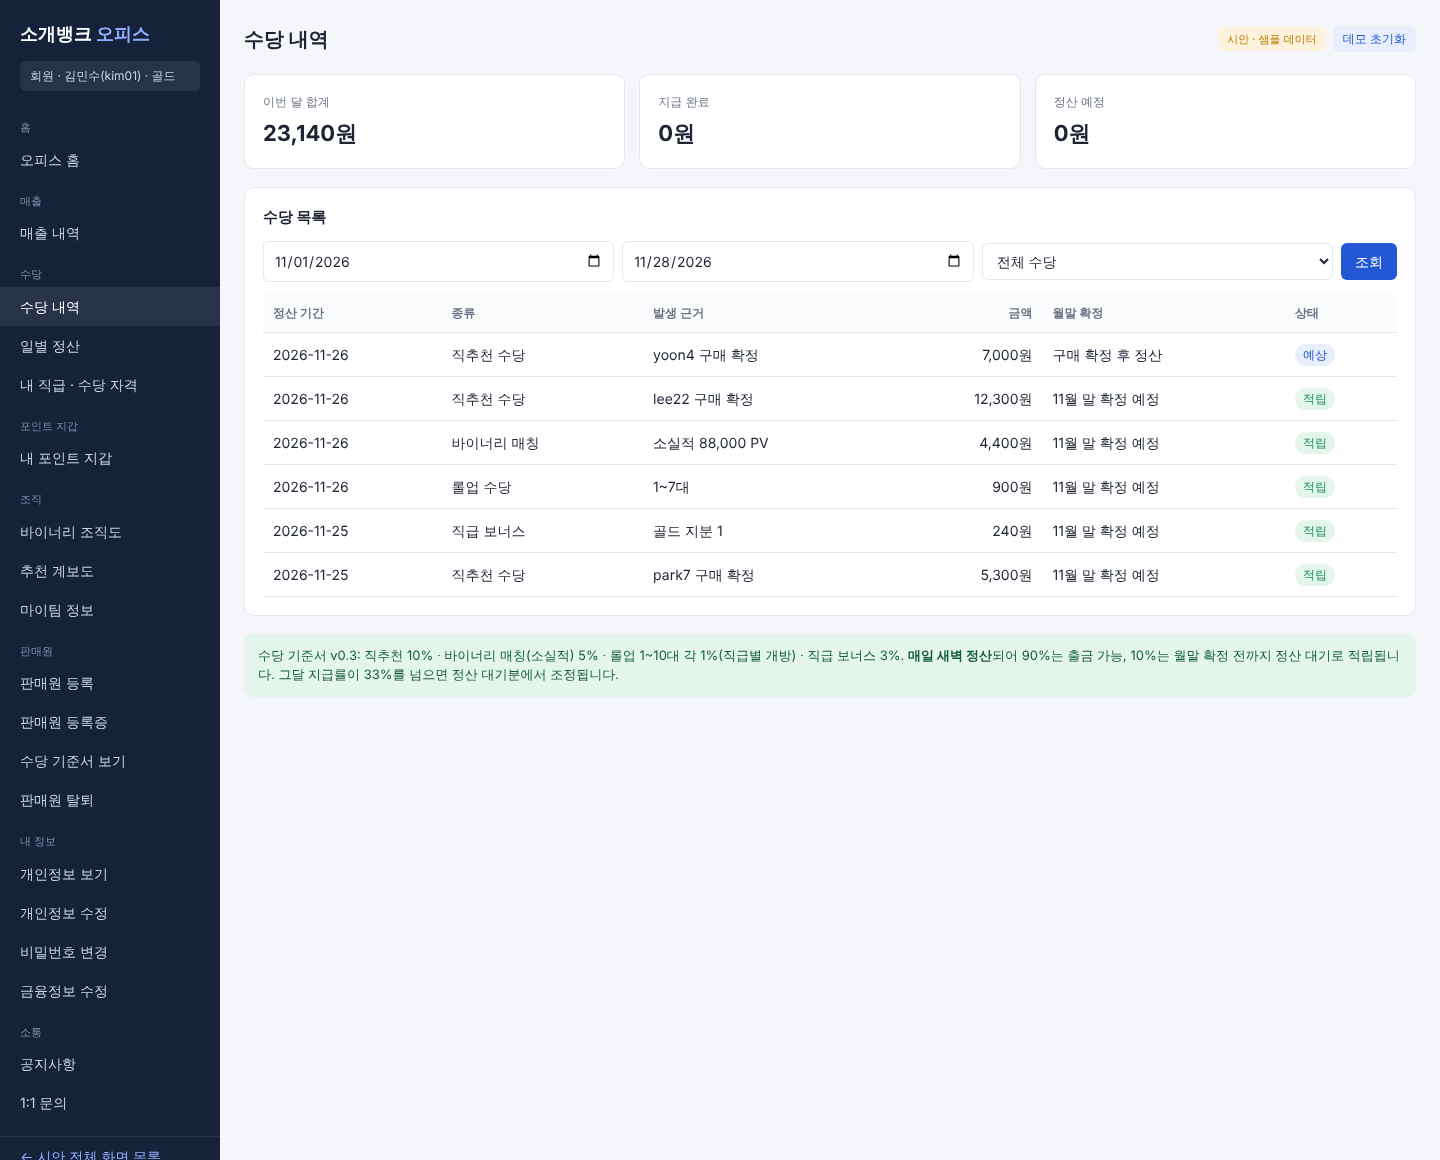 소개뱅크 오피스
회원 · 김민수(kim01) · 골드
홈
오피스 홈
매출
매출 내역
수당
수당 내역
일별 정산
내 직급 · 수당 자격
포인트 지갑
내 포인트 지갑
조직
바이너리 조직도
추천 계보도
마이팀 정보
판매원
판매원 등록
판매원 등록증
수당 기준서 보기
판매원 탈퇴
내 정보
개인정보 보기
개인정보 수정
비밀번호 변경
금융정보 수정
소통
공지사항
1:1 문의
← 시안 전체 화면 목록
수당 내역
시안 · 샘플 데이터
데모 초기화
이번 달 합계
23,140원
지급 완료
0원
정산 예정
0원
수당 목록
11/01/2026
11/28/2026
전체 수당
조회
정산 기간 종류 발생 근거 금액 월말 확정 상태
2026-11-26 직추천 수당 yoon4 구매 확정 7,000원 구매 확정 후 정산 예상
2026-11-26 직추천 수당 lee22 구매 확정 12,300원 11월 말 확정 예정 적립
2026-11-26 바이너리 매칭 소실적 88,000 PV 4,400원 11월 말 확정 예정 적립
2026-11-26 롤업 수당 1~7대 900원 11월 말 확정 예정 적립
2026-11-25 직급 보너스 골드 지분 1 240원 11월 말 확정 예정 적립
2026-11-25 직추천 수당 park7 구매 확정 5,300원 11월 말 확정 예정 적립
수당 기준서 v0.3: 직추천 10% · 바이너리 매칭(소실적) 5% · 롤업 1~10대 각 1%(직급별 개방) · 직급 보너스 3%. 매일 새벽 정산되어 90%는 출금 가능, 10%는 월말 확정 전까지 정산 대기로 적립됩니
다. 그달 지급률이 33%를 넘으면 정산 대기분에서 조정됩니다.